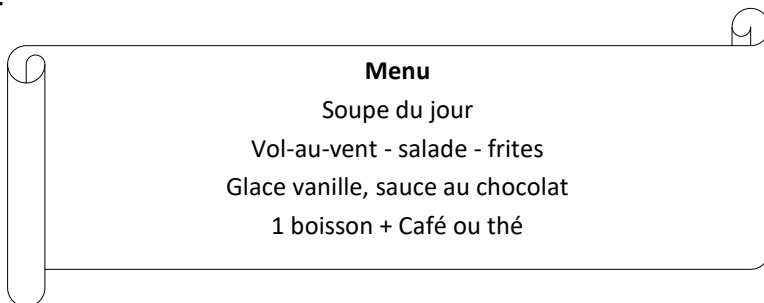 Menu
Soupe du jour
Vol-au-vent - salade - frites
Glace vanille, sauce au chocolat
1 boisson + Café ou thé